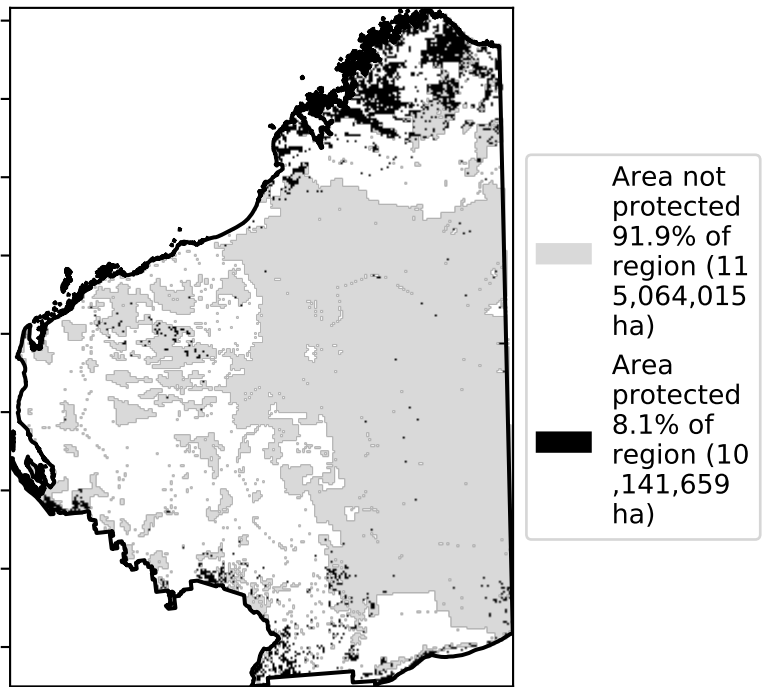 Area not
protected
91.9% of
region (11
5,064,015
ha)
Area
protected
8.1% of
region (10
,141,659
ha)